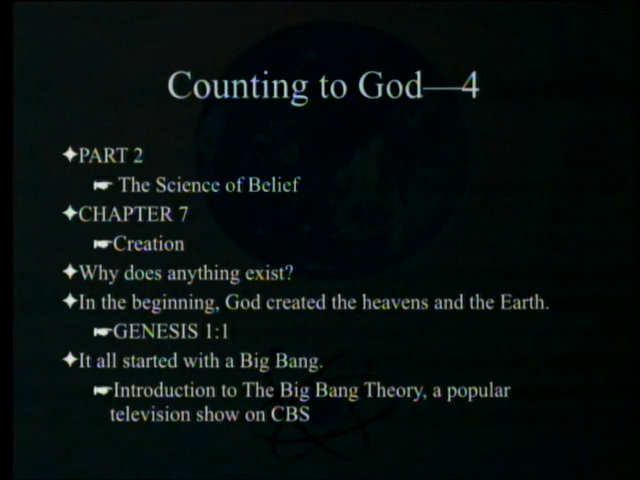 Counting to God—4
PART 2
The Science of Belief
CHAPTER 7
Creation
Why does anything exist?
In the beginning, God created the heavens and the Earth.
GENESIS 1:1
It all started with a Big Bang.
Introduction to The Big Bang Theory, a popular
television show on CBS